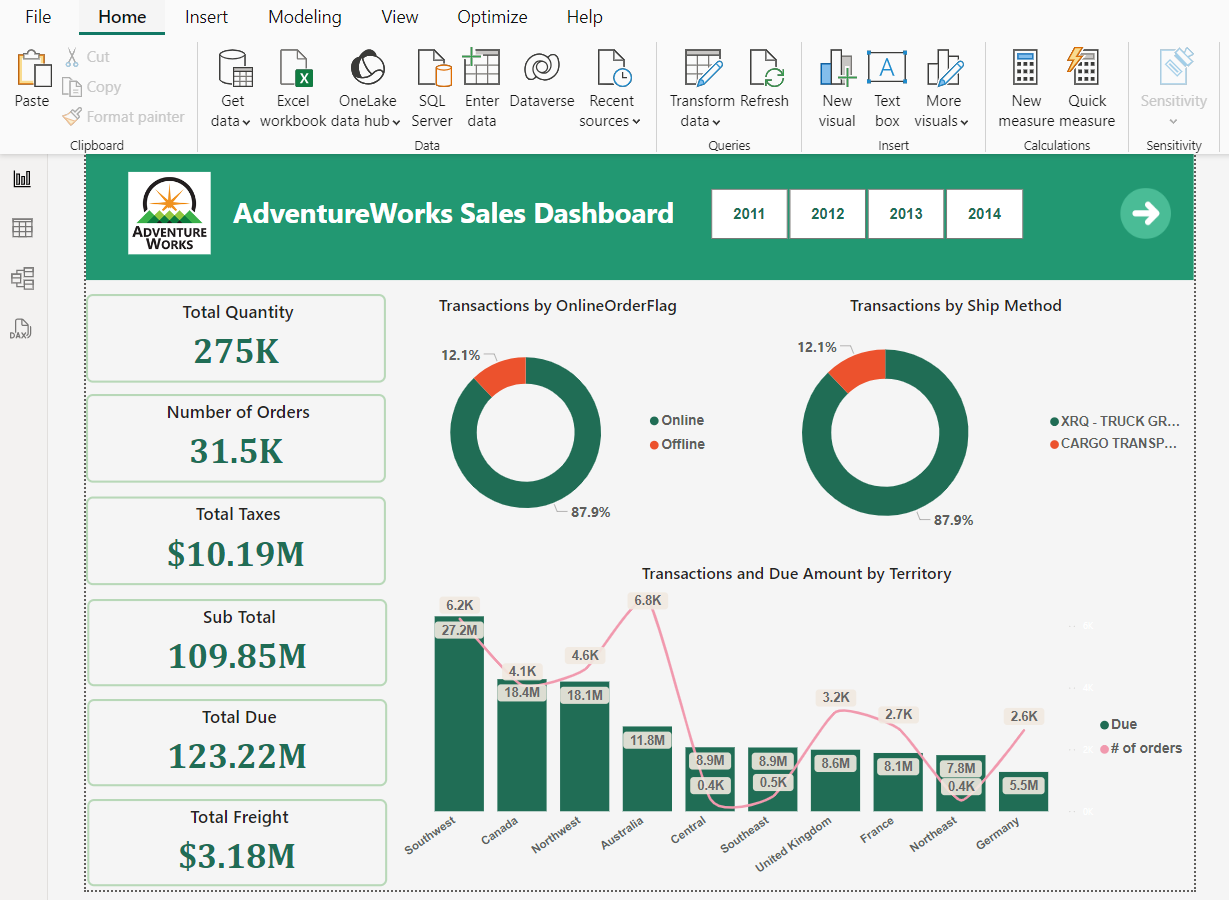 File Home Insert Modeling View Optimize Help
Paste
Cut
Copy
Format painter
Clipboard
Get data
Excel workbook
OneLake data hub
SQL Server
Enter data
Dataverse
Recent sources
Data
Transform data
Refresh
Queries
New visual
Text box
More visuals
Insert
New measure
Quick measure
Calculations
Sensitivity
Sensitivity
DAX
ADVENTURE
WORKS
AdventureWorks Sales Dashboard
2011 2012 2013 2014
Total Quantity
275K
Number of Orders
31.5K
Total Taxes
$10.19M
Sub Total
109.85M
Total Due
123.22M
Total Freight
$3.18M
Transactions by OnlineOrderFlag
12.1%
87.9%
Online
Offline
Transactions by Ship Method
12.1%
87.9%
XRQ - TRUCK GR...
CARGO TRANSP...
Transactions and Due Amount by Territory
6.2K 4.1K 4.6K 6.8K 0.4K 0.5K 3.2K 2.7K 0.4K 2.6K
27.2M 18.4M 18.1M 11.8M 8.9M 8.9M 8.6M 8.1M 7.8M 5.5M
Southwest Canada Northwest Australia Central Southeast United Kingdom France Northeast Germany
Due
# of orders